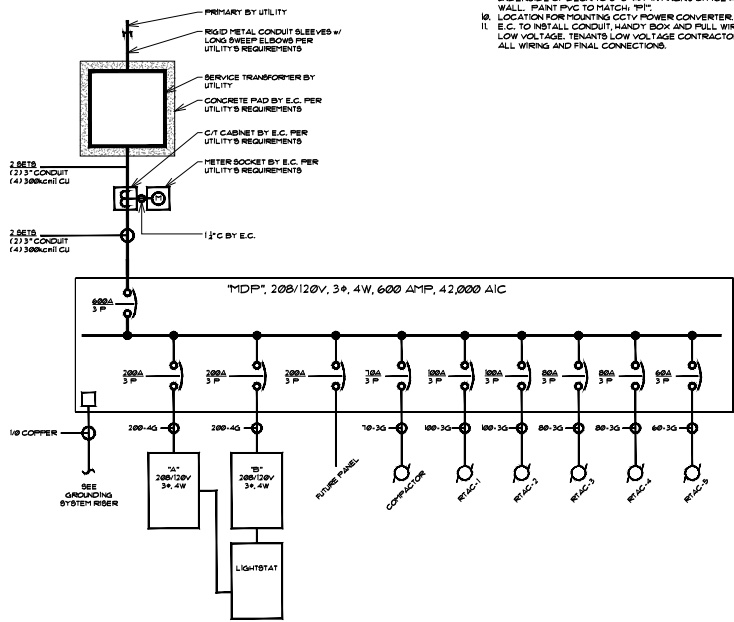 WALL. PAINT PVC TO MATCH: "P1".
10. LOCATION FOR MOUNTING CCTV POWER CONVERTER.
11. E.C. TO INSTALL CONDUIT, HANDY BOX AND PULL WIR
LOW VOLTAGE. TENANTS LOW VOLTAGE CONTRACTO
ALL WIRING AND FINAL CONNECTIONS.
PRIMARY BY UTILITY
RIGID METAL CONDUIT SLEEVES w/
LONG SWEEP ELBOWS PER
UTILITY'S REQUIREMENTS
SERVICE TRANSFORMER BY
UTILITY
CONCRETE PAD BY E.C. PER
UTILITY'S REQUIREMENTS
C/T CABINET BY E.C. PER
UTILITY'S REQUIREMENTS
METER SOCKET BY E.C. PER
UTILITY'S REQUIREMENTS
2 SETS
(2) 3" CONDUIT
(4) 300kcmil CU
M
2 SETS
(2) 3" CONDUIT
(4) 300kcmil CU
1 1/2"C BY E.C.
"MDP", 208/120V, 3Φ, 4W, 600 AMP, 42,000 AIC
600A
3 P
200A
3 P
200A
3 P
200A
3 P
70A
3 P
100A
3 P
100A
3 P
80A
3 P
80A
3 P
60A
3 P
1/0 COPPER
200-4G
200-4G
70-3G
100-3G
100-3G
80-3G
80-3G
60-3G
SEE
GROUNDING
SYSTEM RISER
"A"
208/120V
3Φ, 4W
"B"
208/120V
3Φ, 4W
FUTURE PANEL
COMPACTOR
RTAC-1
RTAC-2
RTAC-3
RTAC-4
RTAC-5
LIGHTSTAT